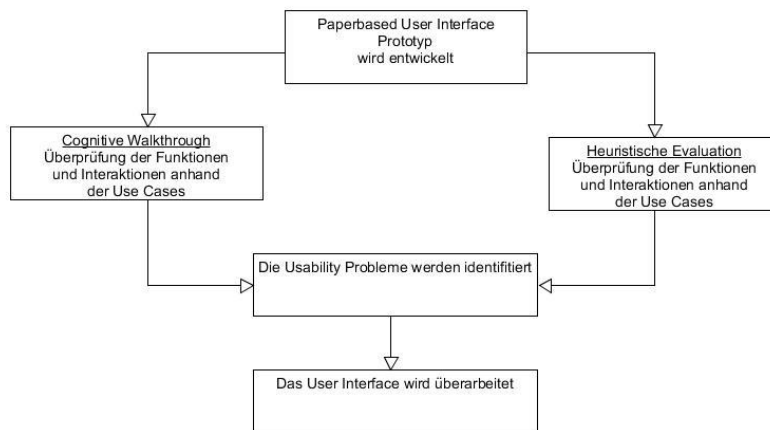 Paperbased User Interface
Prototyp
wird entwickelt
Cognitive Walkthrough
Überprüfung der Funktionen
und Interaktionen anhand
der Use Cases
Heuristische Evaluation
Überprüfung der Funktionen
und Interaktionen anhand
der Use Cases
Die Usability Probleme werden identifitiert
Das User Interface wird überarbeitet